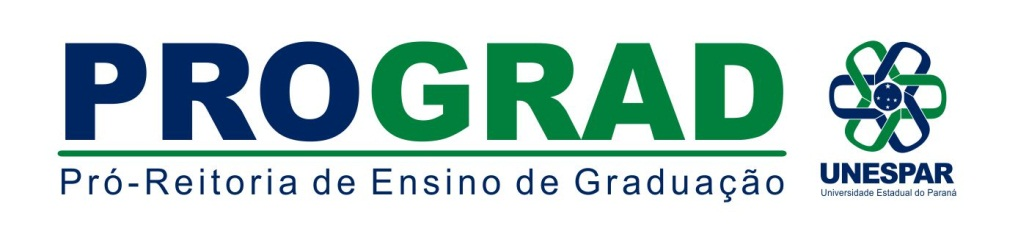 PROGRAD
Pró-Reitoria de Ensino de Graduação
UNESPAR
Universidade Estadual do Paraná